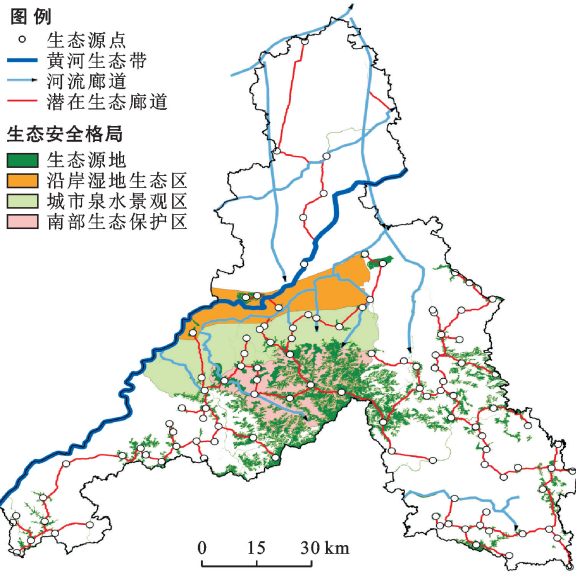 图例
生态源点
黄河生态带
河流廊道
潜在生态廊道
生态安全格局
生态源地
沿岸湿地生态区
城市泉水景观区
南部生态保护区
0 15 30 km